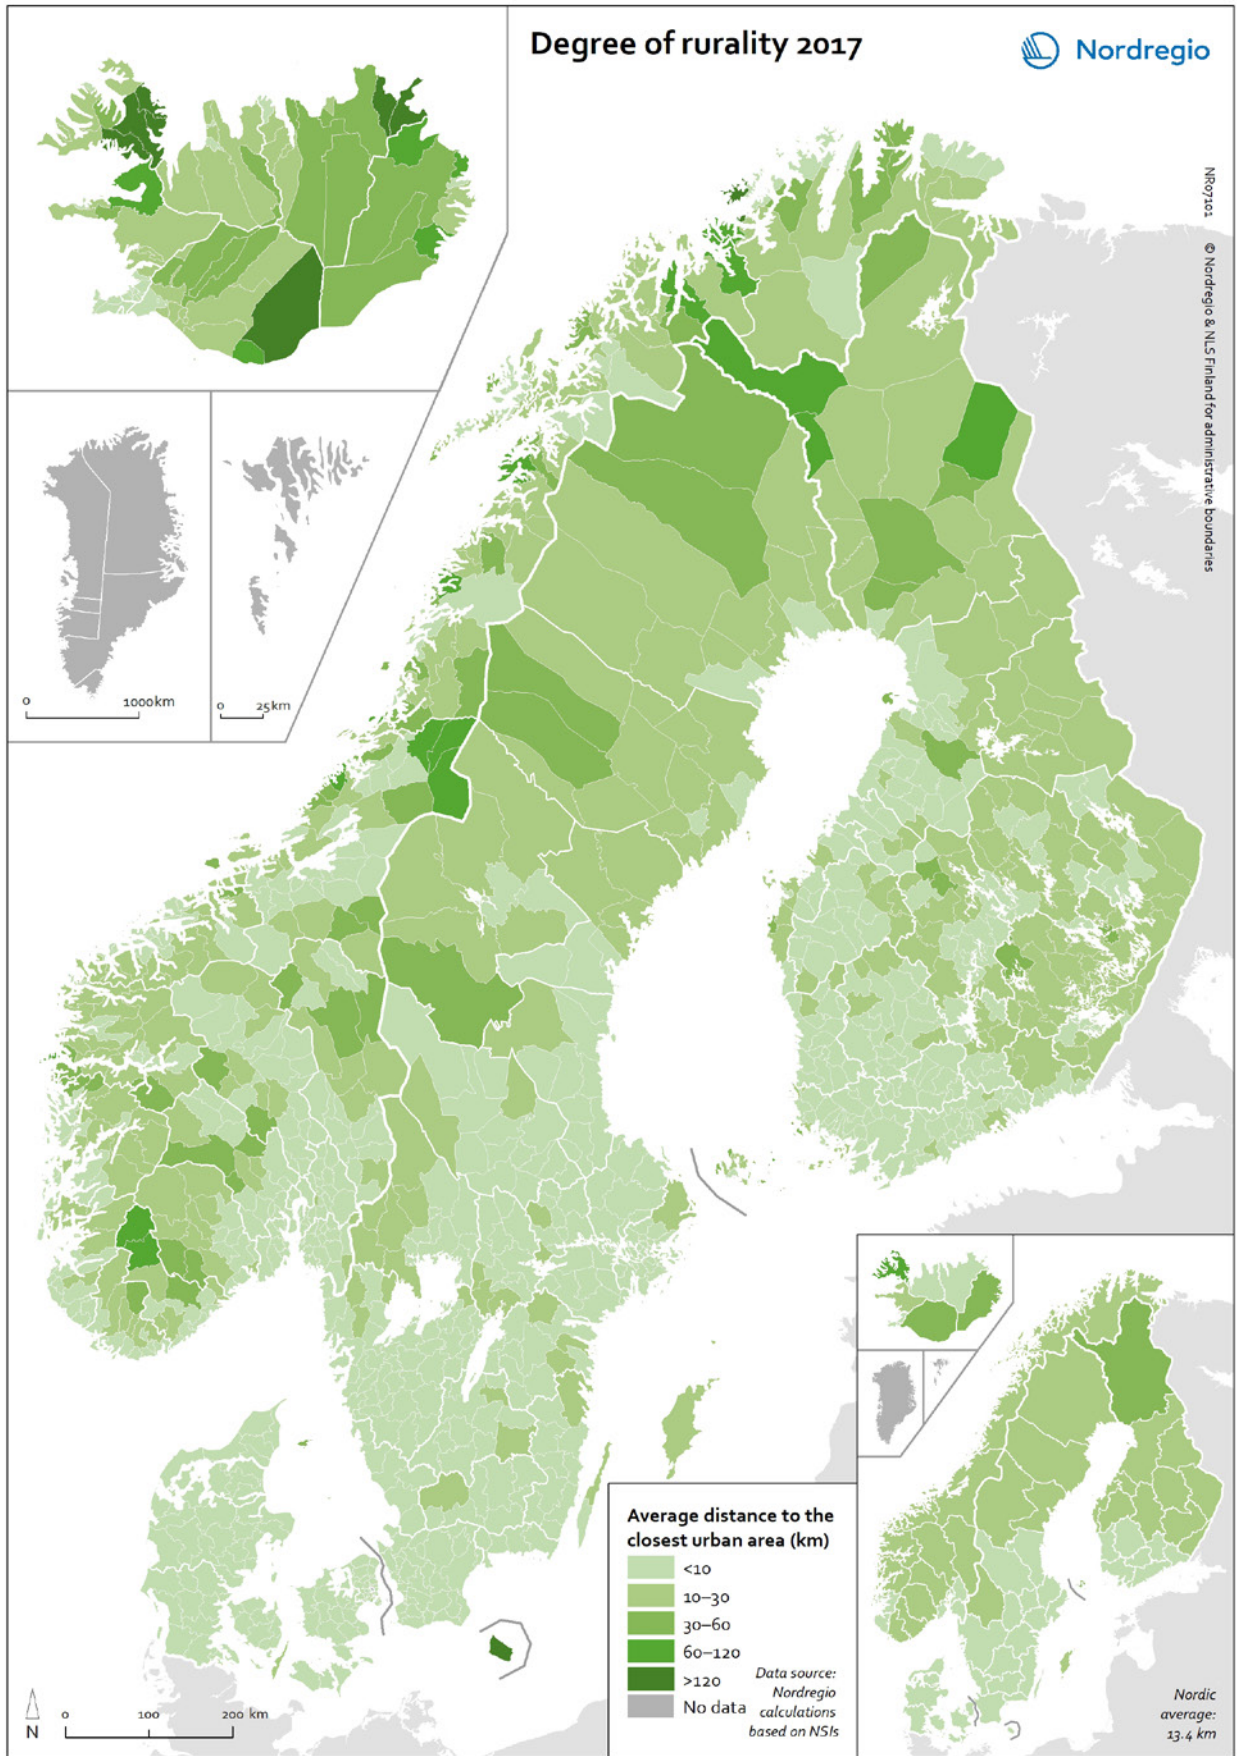 Degree of rurality 2017
Nordregio
NR07101 © Nordregio & NLS Finland for administrative boundaries
0 1000km
0 25km
Average distance to the
closest urban area (km)
<10
10–30
30–60
60–120
>120
No data
Data source:
Nordregio
calculations
based on NSIs
Nordic
average:
13.4 km
N
0 100 200 km